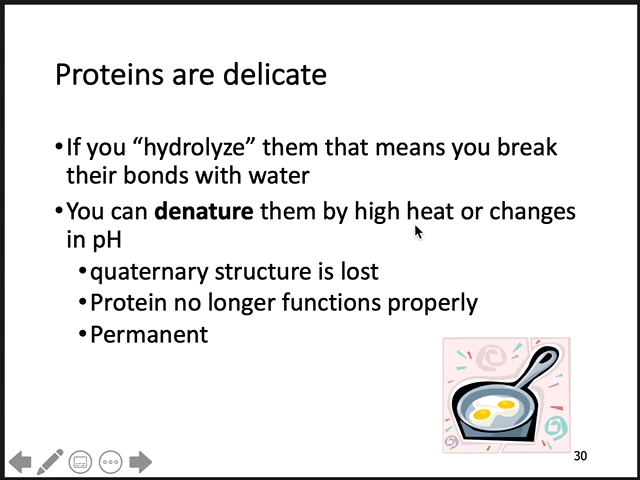 Proteins are delicate
•If you “hydrolyze” them that means you break
their bonds with water
•You can denature them by high heat or changes
in pH
•quaternary structure is lost
•Protein no longer functions properly
•Permanent
30